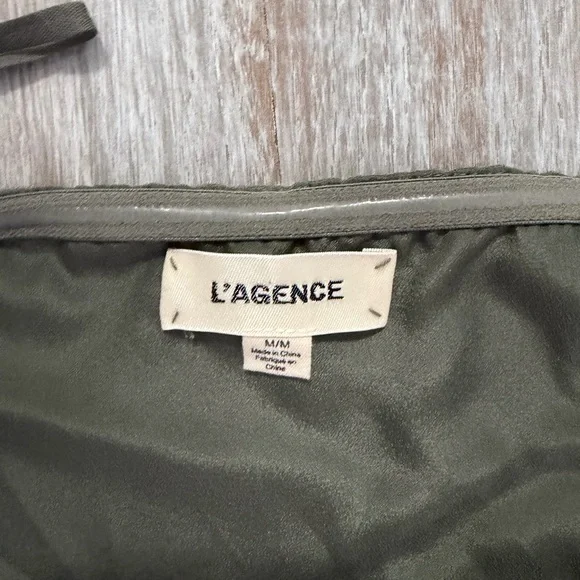 L'AGENCE
M/M
Made in China
Fabriqué en
Chine